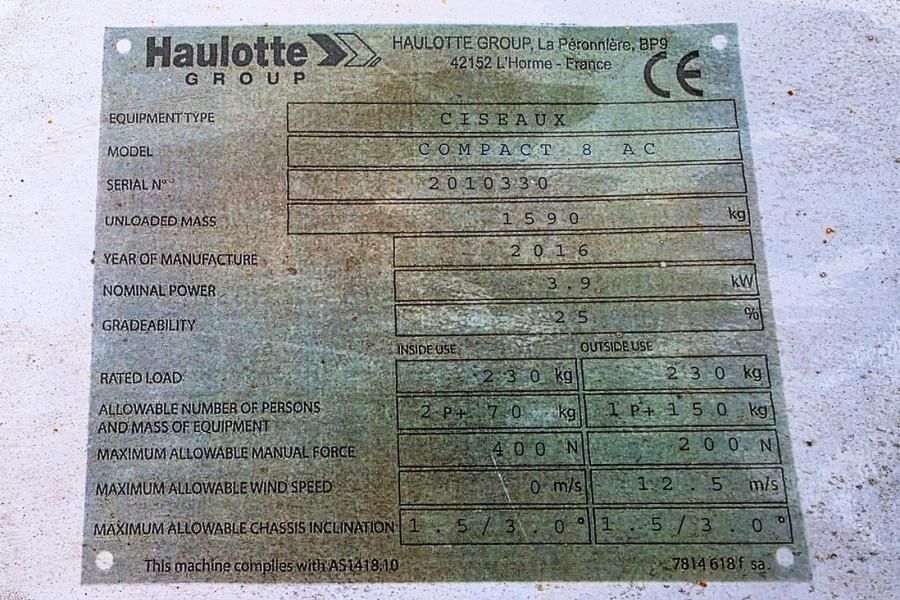 Haulotte
GROUP
HAULOTTE GROUP, La Péronnière, BP9
42152 L'Horme - France
CE
EQUIPMENT TYPE CISEAUX
MODEL COMPACT 8 AC
SERIAL N° 2010330
UNLOADED MASS 1590 kg
YEAR OF MANUFACTURE 2016
NOMINAL POWER 3.9 kW
GRADEABILITY 25 %
INSIDE USE OUTSIDE USE
RATED LOAD 230 kg 230 kg
ALLOWABLE NUMBER OF PERSONS
AND MASS OF EQUIPMENT 2 P+ 70 kg 1 P+ 150 kg
MAXIMUM ALLOWABLE MANUAL FORCE 400 N 200 N
MAXIMUM ALLOWABLE WIND SPEED 0 m/s 12.5 m/s
MAXIMUM ALLOWABLE CHASSIS INCLINATION 1.5/3.0° 1.5/3.0°
This machine complies with AS1418.10 7814 618 f sa.